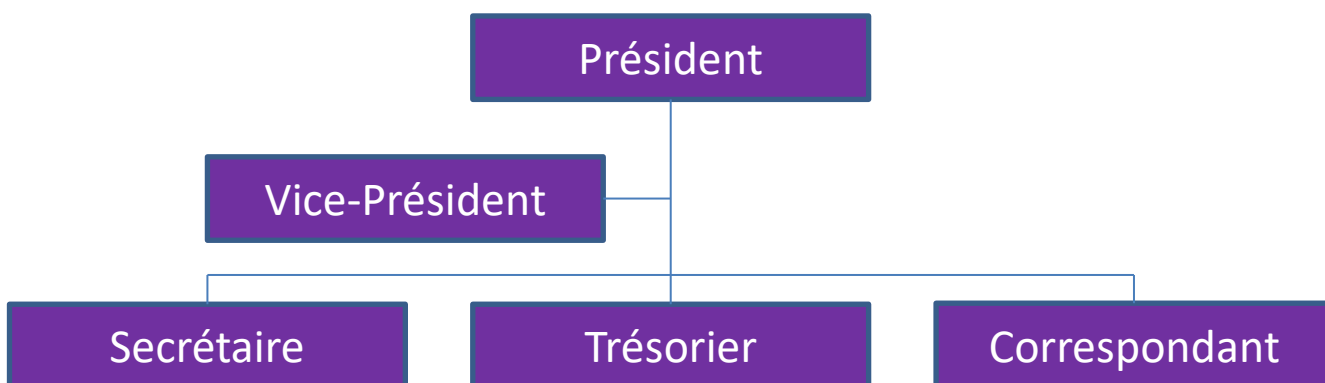 Président
Vice-Président
Secrétaire
Trésorier
Correspondant